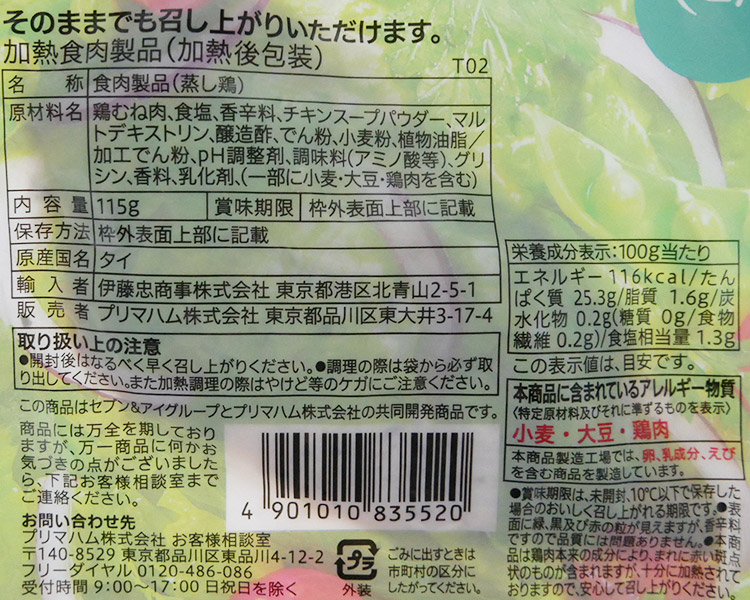 そのままでも召し上がりいただけます。
加熱食肉製品(加熱後包装)
T02
名 称 食肉製品(蒸し鶏)
原材料名 鶏むね肉、食塩、香辛料、チキンスープパウダー、マル
トデキストリン、醸造酢、でん粉、小麦粉、植物油脂/
加工でん粉、pH調整剤、調味料(アミノ酸等)、グリ
シン、香料、乳化剤、(一部に小麦・大豆・鶏肉を含む)
内 容 量 115g 賞味期限 枠外表面上部に記載
保存方法 枠外表面上部に記載
原産国名 タイ
輸 入 者 伊藤忠商事株式会社 東京都港区北青山2-5-1
販 売 者 プリマハム株式会社 東京都品川区東大井3-17-4
取り扱い上の注意
●開封後はなるべく早く召し上がりください。●調理の際は袋から必ず取
り出してください。また加熱調理の際はやけど等のケガにご注意ください。
この商品はセブン&アイグループとプリマハム株式会社の共同開発商品です。
商品には万全を期しており
ますが、万一商品に何かお
気づきの点がございました
ら、下記お客様相談室まで
ご連絡ください。
お問い合わせ先
プリマハム株式会社 お客様相談室
〒140-8529 東京都品川区東品川4-12-2
フリーダイヤル 0120-486-086
受付時間 9:00～17:00 日祝日を除く
4 901010 835520
プラ
外装
ごみに出すときは
市町村の区分に
したがってください。
栄養成分表示:100g当たり
エネルギー 116kcal/たん
ぱく質 25.3g/脂質 1.6g/炭
水化物 0.2g(糖質 0g/食物
繊維 0.2g)/食塩相当量 1.3g
この表示値は、目安です。
本商品に含まれているアレルギー物質
〈特定原材料及びそれに準ずるものを表示〉
小麦・大豆・鶏肉
本商品製造工場では、卵、乳成分、えび
を含む商品を製造しています。
●賞味期限は、未開封、10℃以下で保存した
場合のおいしく召し上がれる期限です。●表
面に緑、黒及び赤の粒が見えますが、香辛料
ですので品質には問題ありません。●本商
品は鶏肉本来の成分により、まれに赤い斑点
状のものが含まれますが、十分に加熱されて
おりますので、安心して召し上がりください。